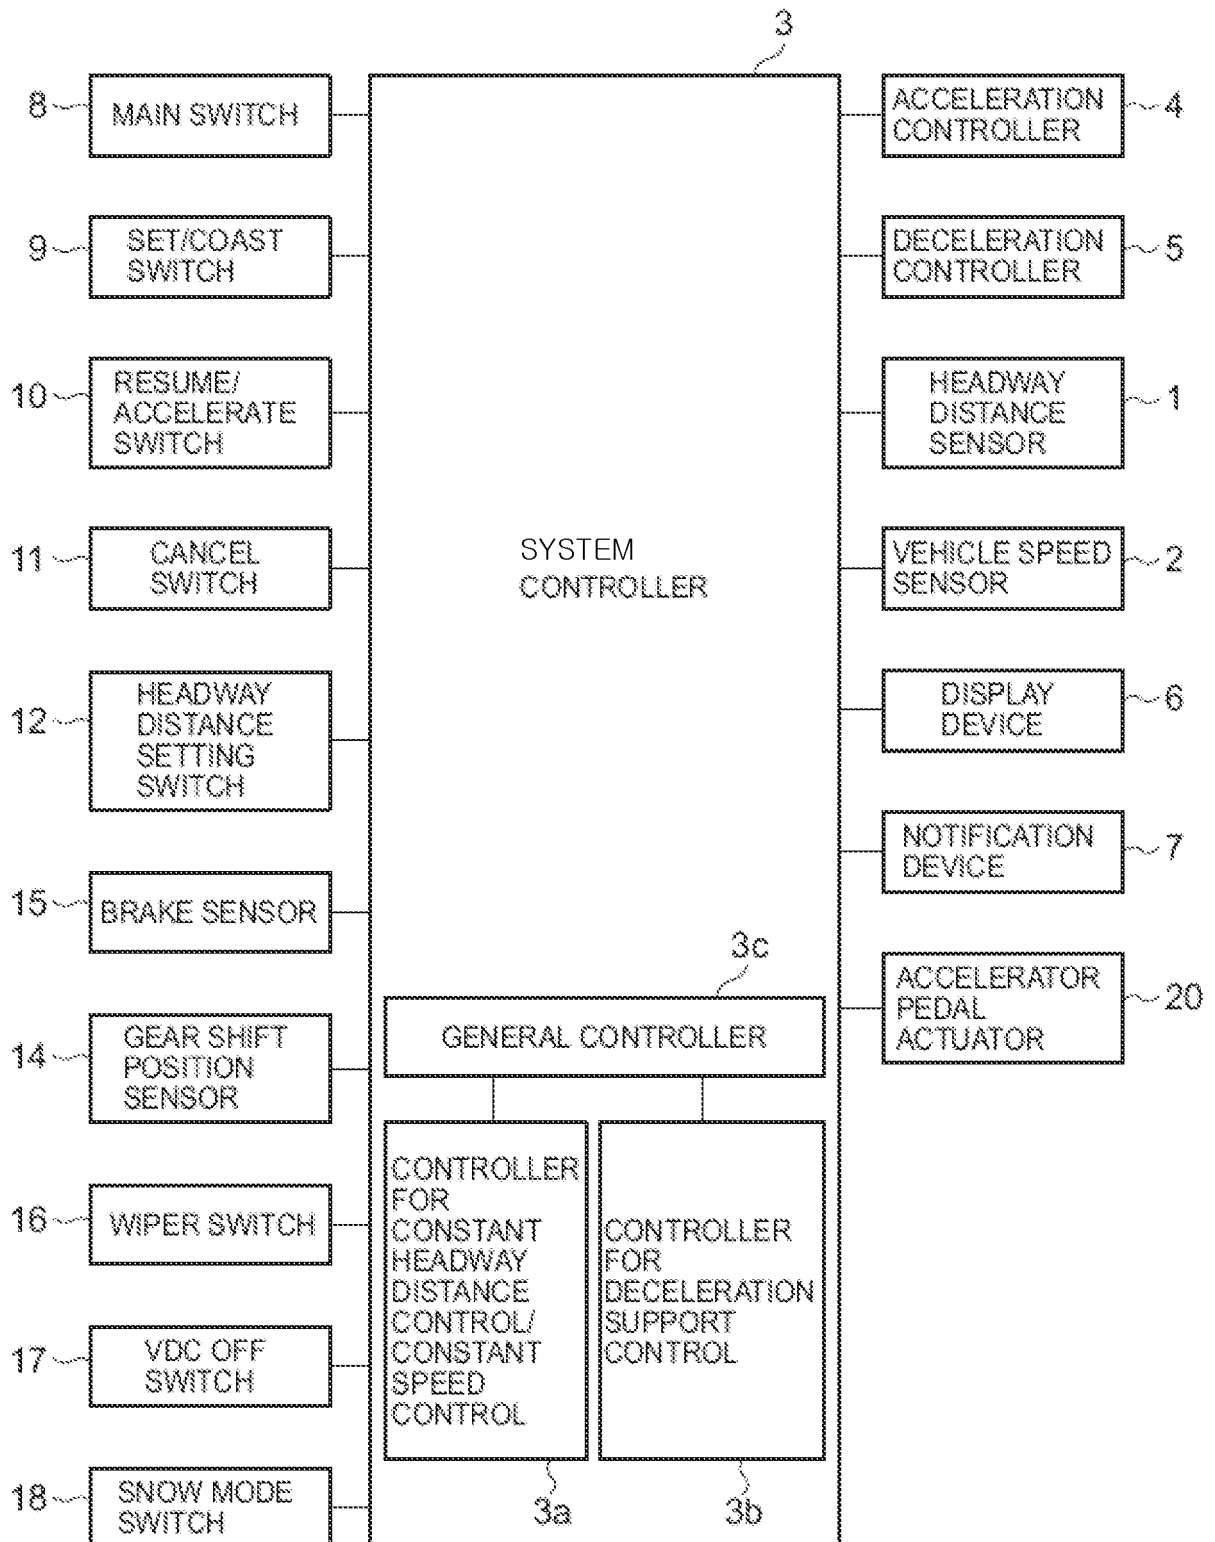 3
8
MAIN SWITCH
9
SET/COAST
SWITCH
10
RESUME/
ACCELERATE
SWITCH
11
CANCEL
SWITCH
12
HEADWAY
DISTANCE
SETTING
SWITCH
15
BRAKE SENSOR
14
GEAR SHIFT
POSITION
SENSOR
16
WIPER SWITCH
17
VDC OFF
SWITCH
18
SNOW MODE
SWITCH
SYSTEM
CONTROLLER
3c
GENERAL CONTROLLER
CONTROLLER
FOR
CONSTANT
HEADWAY
DISTANCE
CONTROL/
CONSTANT
SPEED
CONTROL
3a
CONTROLLER
FOR
DECELERATION
SUPPORT
CONTROL
3b
ACCELERATION
CONTROLLER
4
DECELERATION
CONTROLLER
5
HEADWAY
DISTANCE
SENSOR
1
VEHICLE SPEED
SENSOR
2
DISPLAY
DEVICE
6
NOTIFICATION
DEVICE
7
ACCELERATOR
PEDAL
ACTUATOR
20